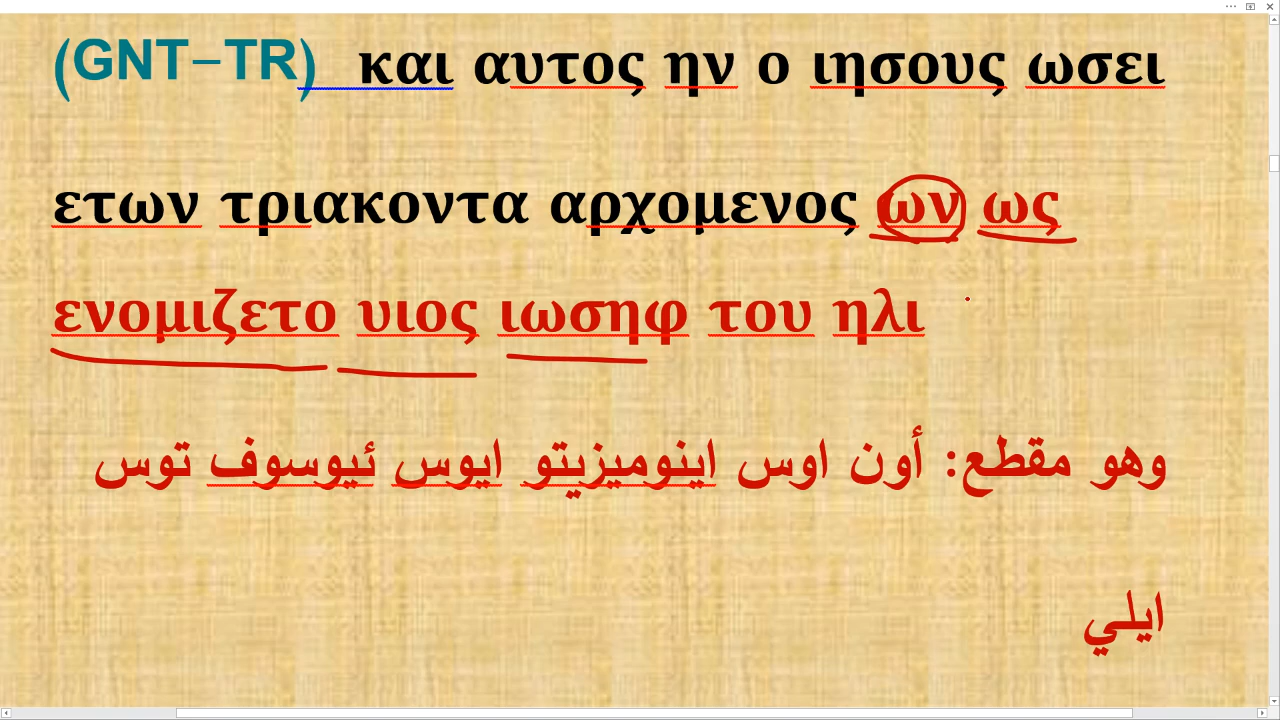 (GNT–TR) και αυτος ην ο ιησους ωσει
ετων τριακοντα αρχομενος ων ως
ενομιζετο υιος ιωσηφ του ηλι
وهو مقطع: أون اوس اينوميزيتو ايوس ئيوسوف توس
ايلي